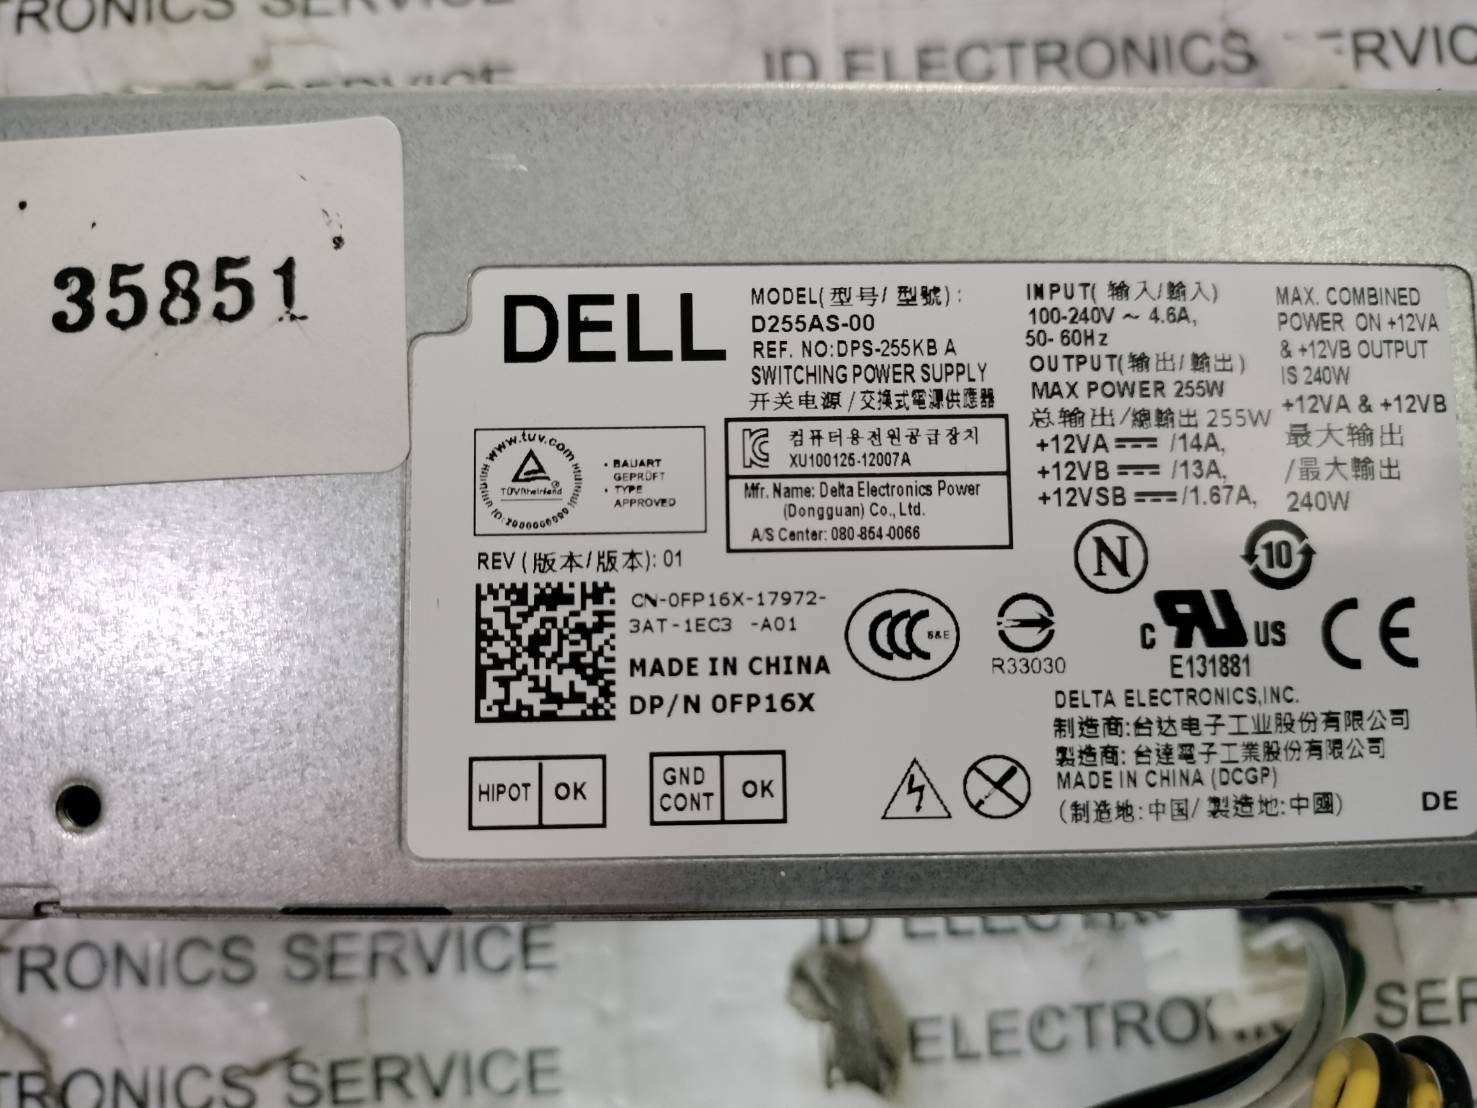 RONICS SERVICE
ID ELECTRONICS
RVIC
35851
DELL
MODEL(型号/ 型號):
D255AS-00
REF. NO:DPS-255KB A
SWITCHING POWER SUPPLY
开关电源/交換式電源供應器
INPUT( 输入/輸入)
100-240V ~ 4.6A,
50- 60Hz
OUTPUT(输出/輸出)
MAX POWER 255W
总输出/總輸出 255W
+12VA /14A,
+12VB /13A,
+12VSB /1.67A,
MAX. COMBINED
POWER ON +12VA
& +12VB OUTPUT
IS 240W
+12VA & +12VB
最大输出
/最大輸出
240W
www.tuv.com
TÜVRheinland®
ID: 2000000000
• BAUART
GEPRÜFT
• TYPE
APPROVED
컴퓨터용전원공급장치
XU100126-12007A
Mfr. Name: Delta Electronics Power
(Dongguan) Co., Ltd.
A/S Center: 080-854-0066
REV (版本/版本): 01
CN-0FP16X-17972-
3AT-1EC3 -A01
MADE IN CHINA
DP/N 0FP16X
CCC S&E
R33030
N
10
c RU US
E131881
CE
DELTA ELECTRONICS,INC.
制造商:台达电子工业股份有限公司
製造商: 台達電子工業股份有限公司
MADE IN CHINA (DCGP)
(制造地:中国/ 製造地:中國)
DE
HIPOT OK
GND
CONT OK
RONICS SERVICE
ELECTRO
SER
RONICS SERVICE